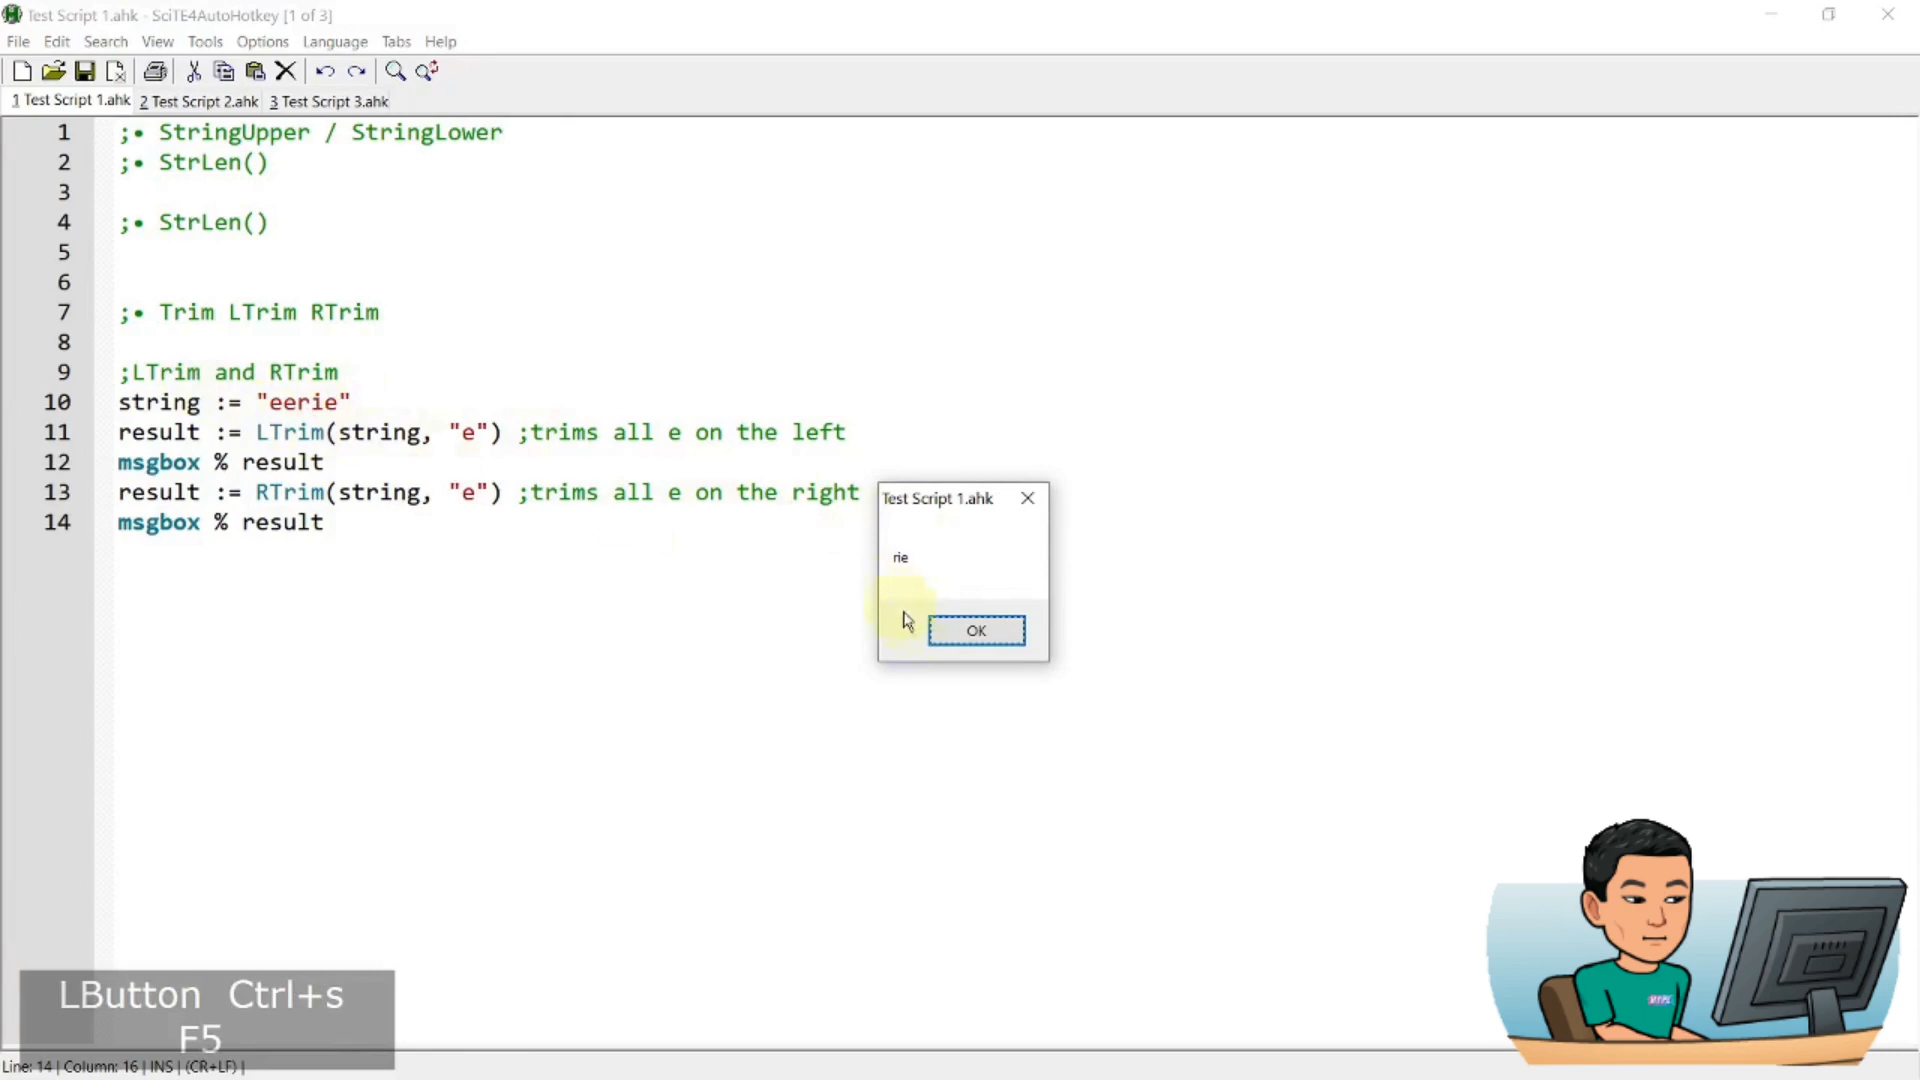 Test Script 1.ahk - SciTE4AutoHotkey [1 of 3]
File Edit Search View Tools Options Language Tabs Help
1 Test Script 1.ahk 2 Test Script 2.ahk 3 Test Script 3.ahk
1 ;• StringUpper / StringLower
2 ;• StrLen()
3
4 ;• StrLen()
5
6
7 ;• Trim LTrim RTrim
8
9 ;LTrim and RTrim
10 string := "eerie"
11 result := LTrim(string, "e") ;trims all e on the left
12 msgbox % result
13 result := RTrim(string, "e") ;trims all e on the right
14 msgbox % result
Test Script 1.ahk
rie
OK
LButton Ctrl+s
F5
Line: 14 | Column: 16 | INS | (CR+LF) |